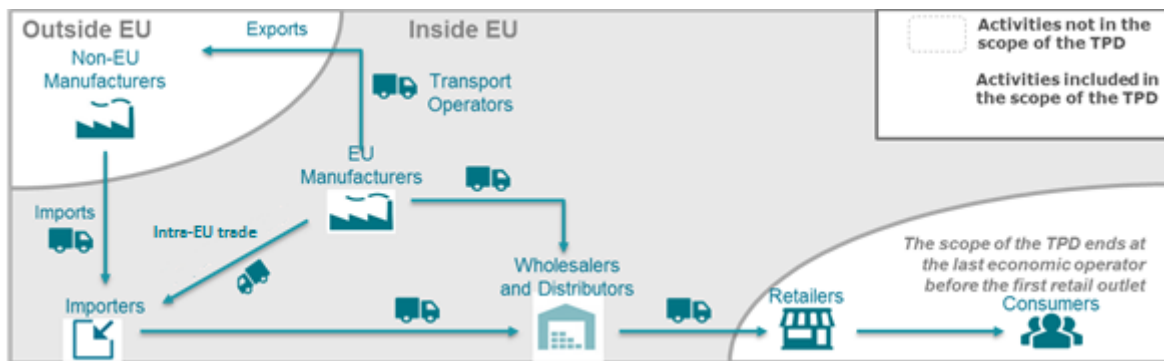 Outside EU
Exports
Inside EU
Non-EU
Manufacturers
Transport
Operators
Activities not in the
scope of the TPD
Activities included in
the scope of the TPD
EU
Manufacturers
Imports
Intra-EU trade
Importers
Wholesalers
and Distributors
The scope of the TPD ends at
the last economic operator
before the first retail outlet
Retailers
Consumers